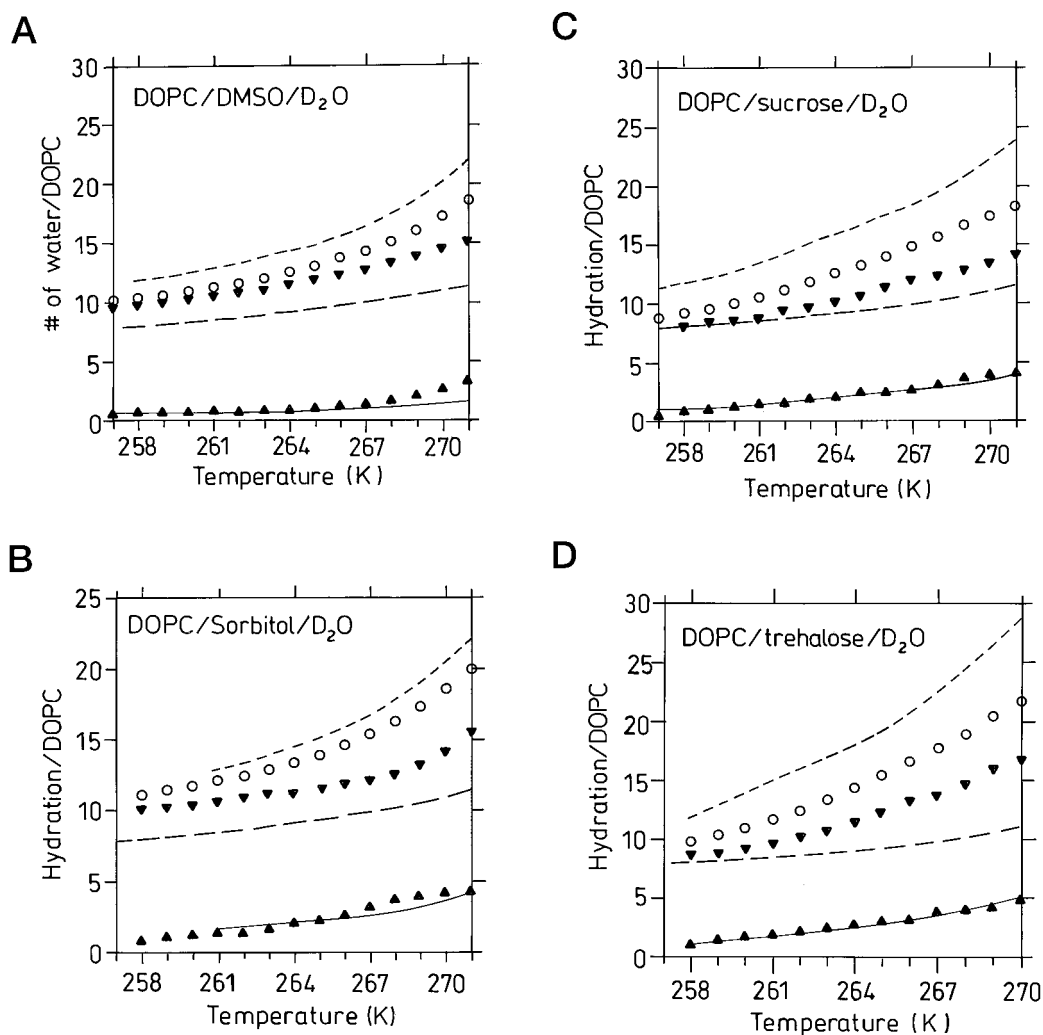 A
30
25
20
15
10
5
0
# of water/DOPC
DOPC/DMSO/D₂O
258 261 264 267 270
Temperature (K)
C
30
25
20
15
10
5
0
Hydration/DOPC
DOPC/sucrose/D₂O
258 261 264 267 270
Temperature (K)
B
25
20
15
10
5
0
Hydration/DOPC
DOPC/Sorbitol/D₂O
258 261 264 267 270
Temperature (K)
D
30
25
20
15
10
5
0
Hydration/DOPC
DOPC/trehalose/D₂O
258 261 264 267 270
Temperature (K)